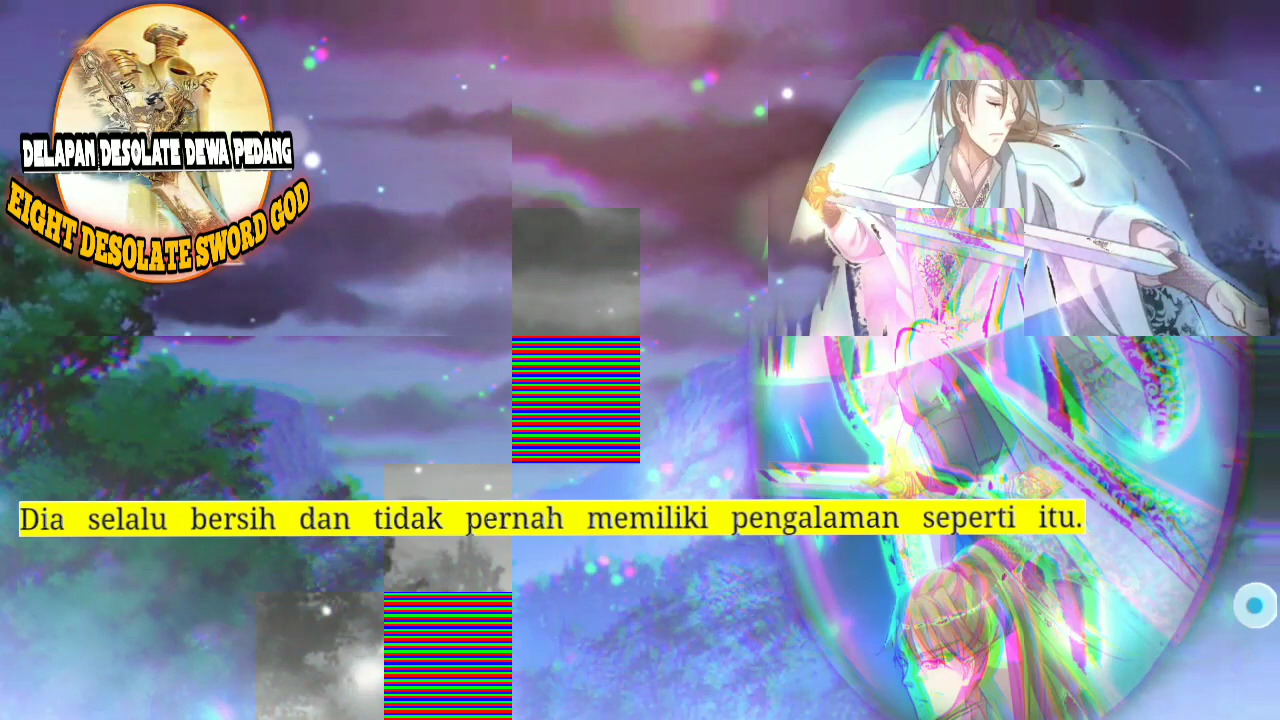 DELAPAN DESOLATE DEWA PEDANG
EIGHT DESOLATE SWORD GOD
Dia selalu bersih dan tidak pernah memiliki pengalaman seperti itu.